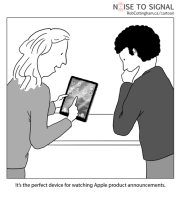 NOISE TO SIGNAL
RobCottingham.ca/cartoon
It's the perfect device for watching Apple product announcements.